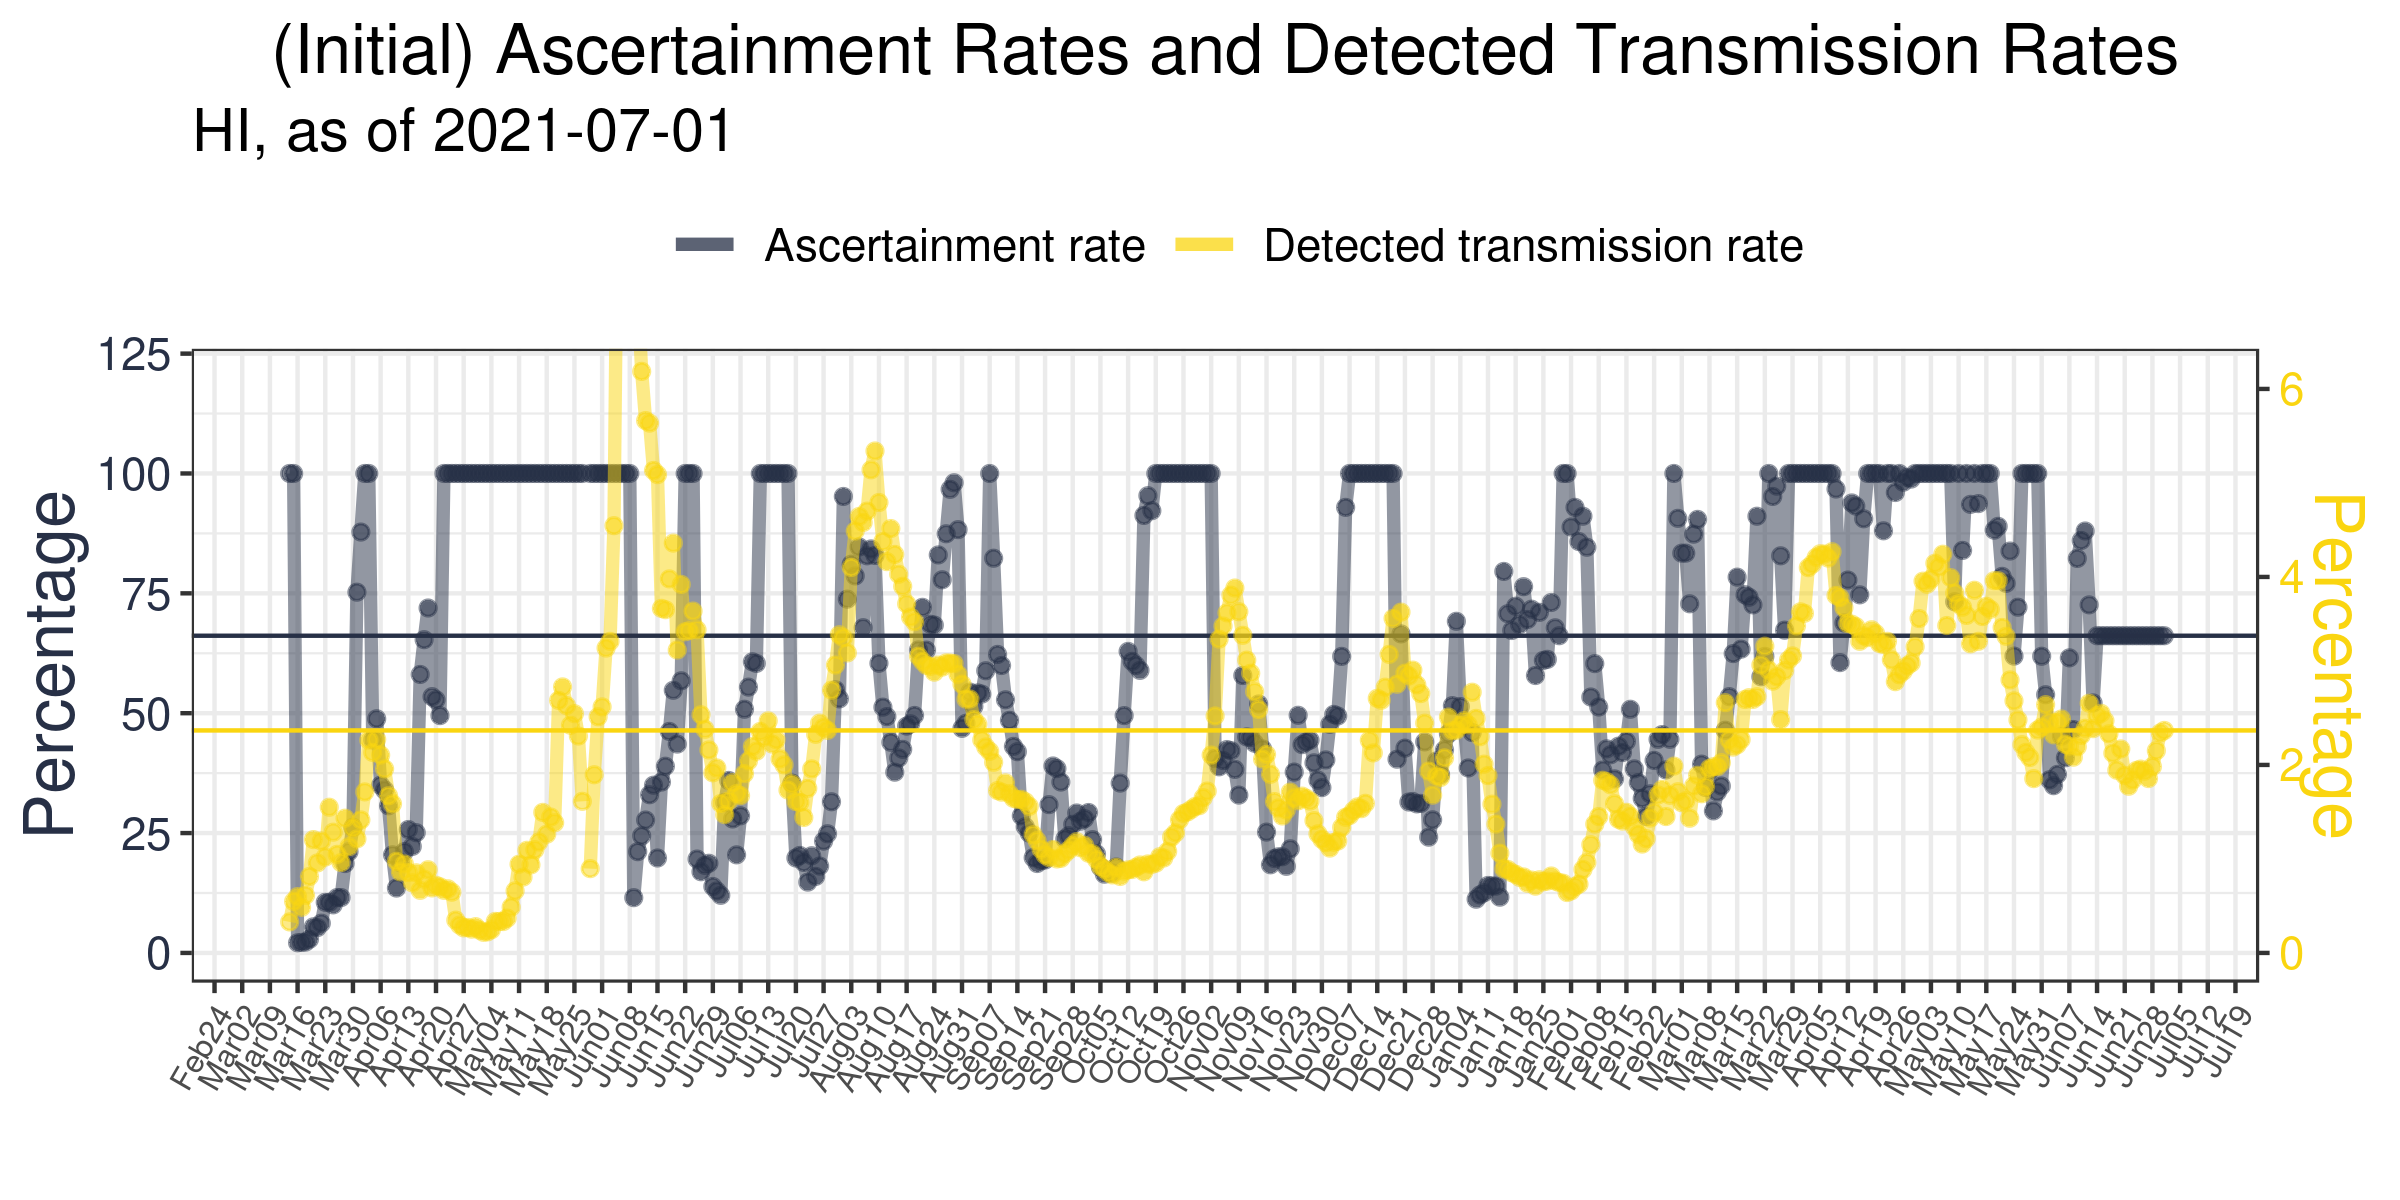 (Initial) Ascertainment Rates and Detected Transmission Rates
HI, as of 2021-07-01
Ascertainment rate
Detected transmission rate
125
100
75
50
25
0
Percentage
6
4
2
0
Percentage
Feb24
Mar02
Mar09
Mar16
Mar23
Mar30
Apr06
Apr13
Apr20
Apr27
May04
May11
May18
May25
Jun01
Jun08
Jun15
Jun22
Jun29
Jul06
Jul13
Jul20
Jul27
Aug03
Aug10
Aug17
Aug24
Aug31
Sep07
Sep14
Sep21
Sep28
Oct05
Oct12
Oct19
Oct26
Nov02
Nov09
Nov16
Nov23
Nov30
Dec07
Dec14
Dec21
Dec28
Jan04
Jan11
Jan18
Jan25
Feb01
Feb08
Feb15
Feb22
Mar01
Mar08
Mar15
Mar22
Mar29
Apr05
Apr12
Apr19
Apr26
May03
May10
May17
May24
May31
Jun07
Jun14
Jun21
Jun28
Jul05
Jul12
Jul19